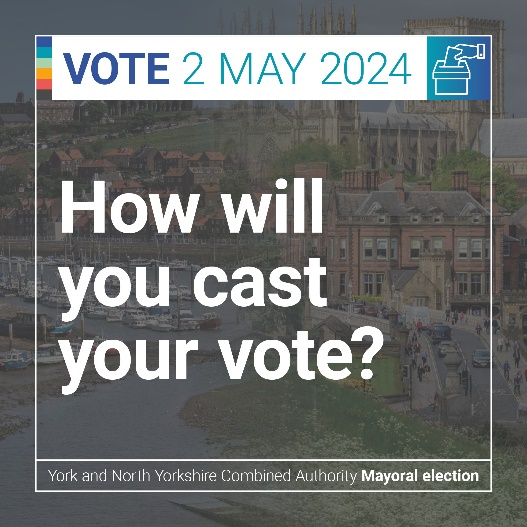 VOTE 2 MAY 2024
How will
you cast
your vote?
York and North Yorkshire Combined Authority Mayoral election